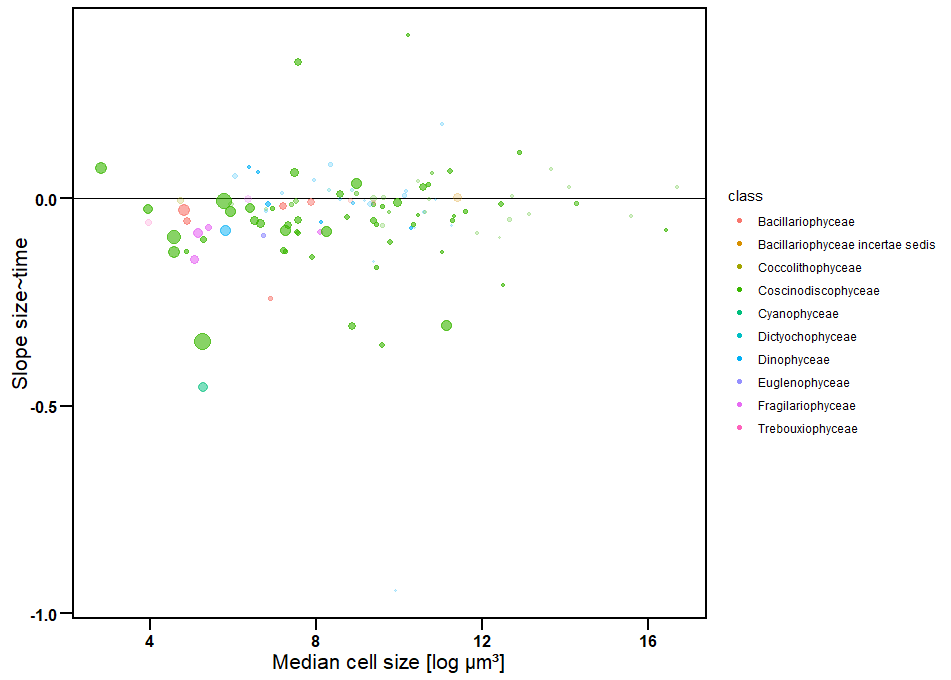 class
Bacillariophyceae
Bacillariophyceae incertae sedis
Coccolithophyceae
Coscinodiscophyceae
Cyanophyceae
Dictyochophyceae
Dinophyceae
Euglenophyceae
Fragilariophyceae
Trebouxiophyceae
Slope size~time
0.0
-0.5
-1.0
4 8 12 16
Median cell size [log µm³]